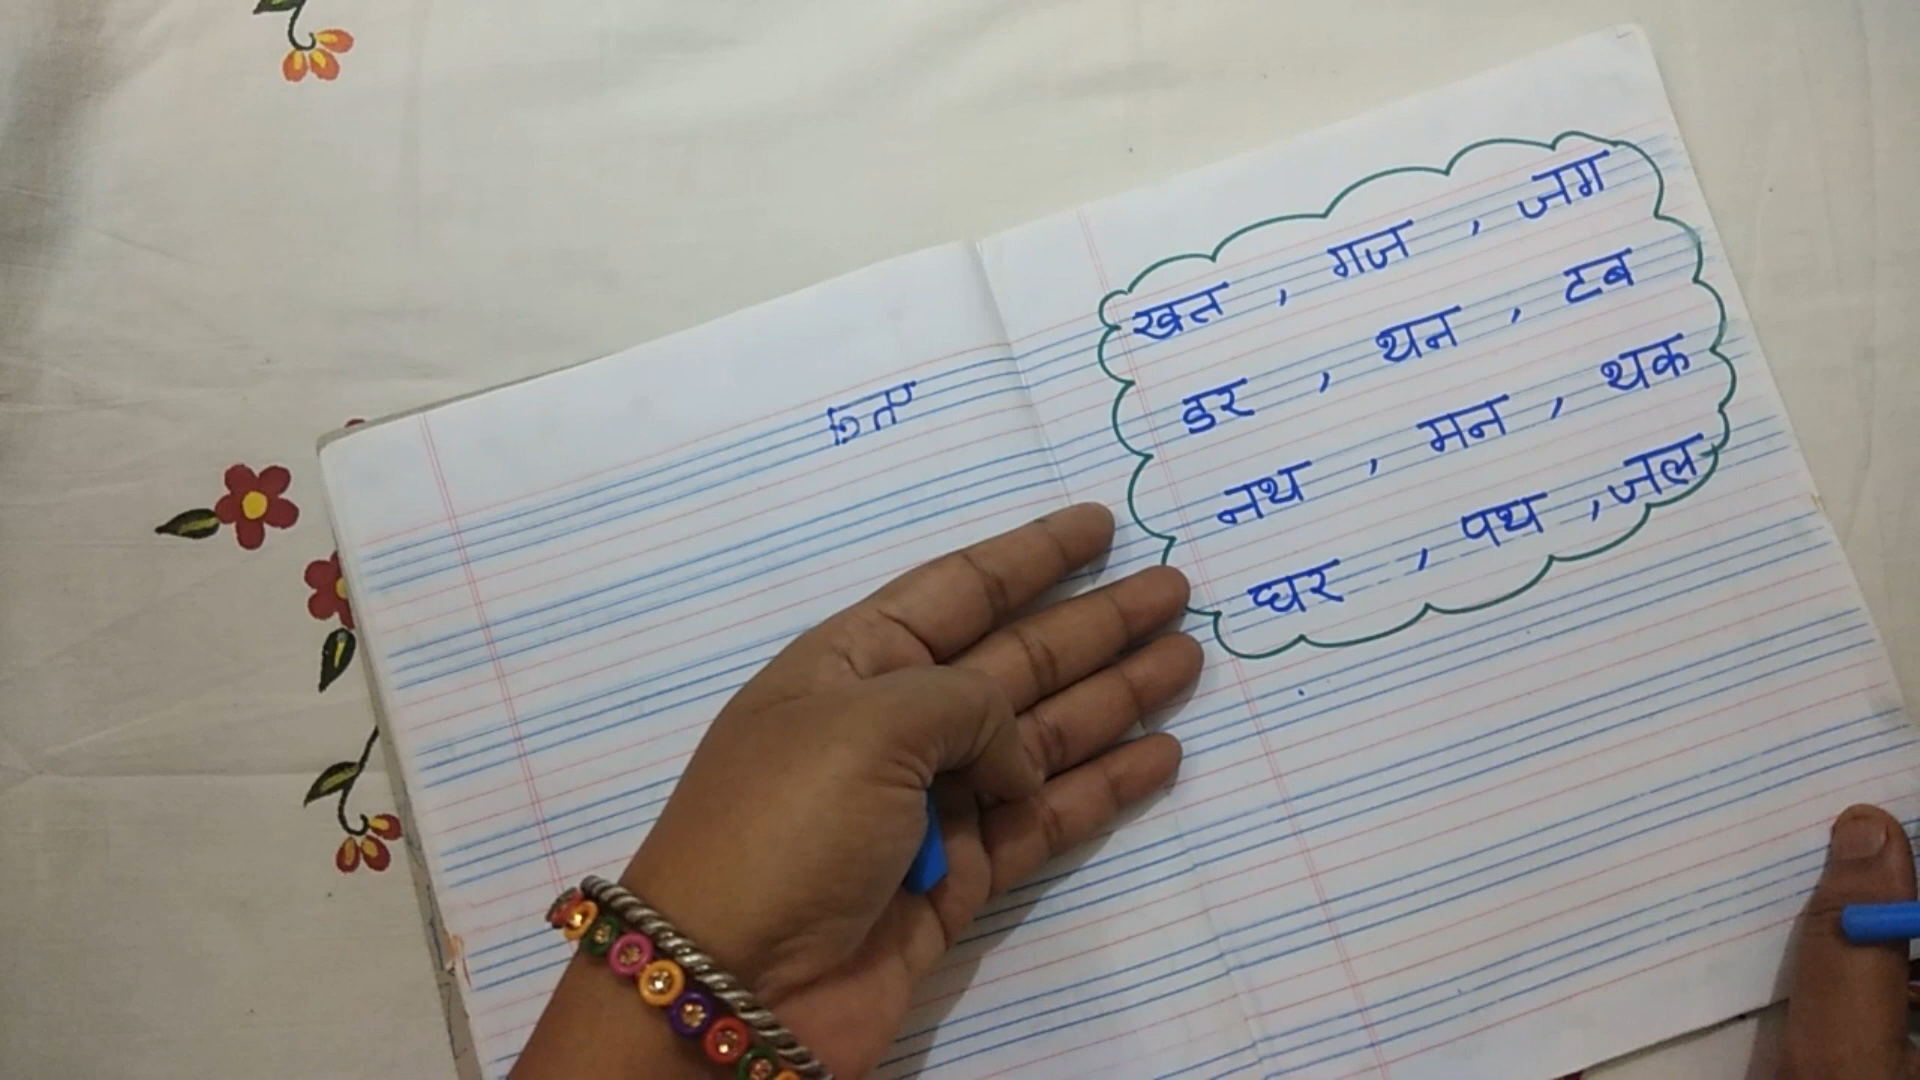 खत , गज , जग
डर , थन , टब
नथ , मन , थक
घर , पथ , जल